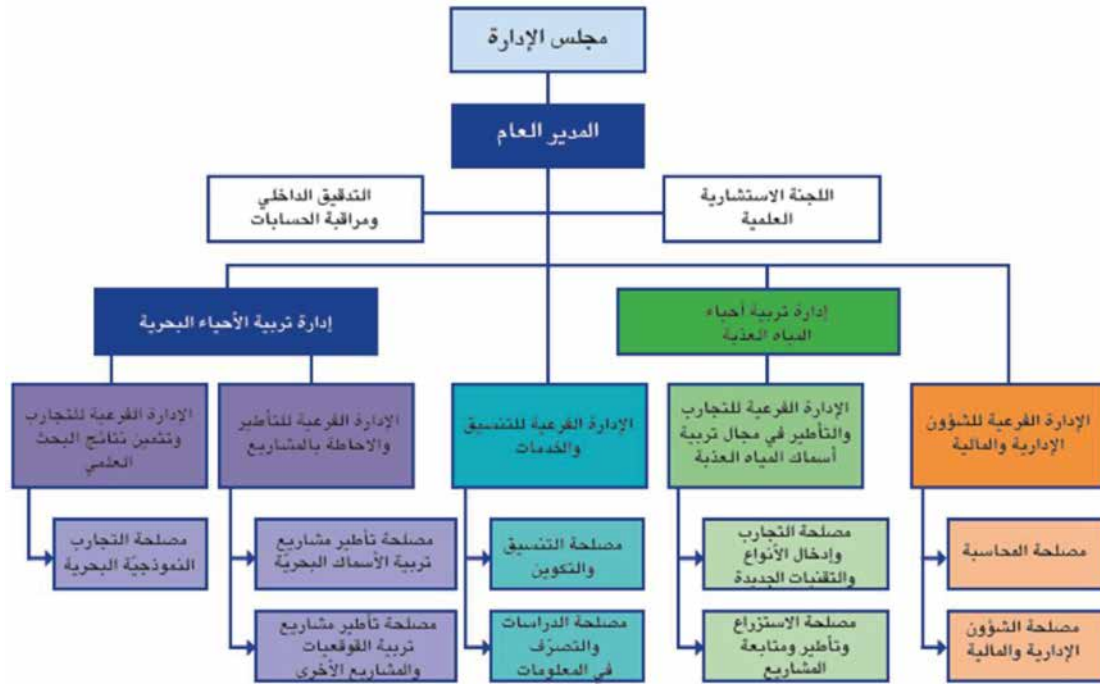 مجلس الإدارة
المدير العام
اللجنة الاستشارية
العلمية
التدقيق الداخلي
ومراقبة الحسابات
إدارة تربية أحياء
المياه العذبة
إدارة تربية الأحياء البحرية
الإدارة الفرعية للشؤون
الإدارية والمالية
الإدارة الفرعية للتجارب
والتأطير في مجال تربية
أسماك المياه العذبة
الإدارة الفرعية للتنسيق
والخدمات
الإدارة الفرعية للتأطير
والاحاطة بالمشاريع
الإدارة الفرعية للتجارب
وتثمين نتائج البحث
العلمي
مصلحة المحاسبة
مصلحة التجارب
وإدخال الأنواع
والتقنيات الجديدة
مصلحة التنسيق
والتكوين
مصلحة تأطير مشاريع
تربية الأسماك البحريّة
مصلحة التجارب
النموذجيّة البحرية
مصلحة الشؤون
الإدارية والمالية
مصلحة الاستزراع
وتأطير ومتابعة
المشاريع
مصلحة الدراسات
والتصرّف
في المعلومات
مصلحة تأطير مشاريع
تربية القوقعيات
والمشاريع الأخرى